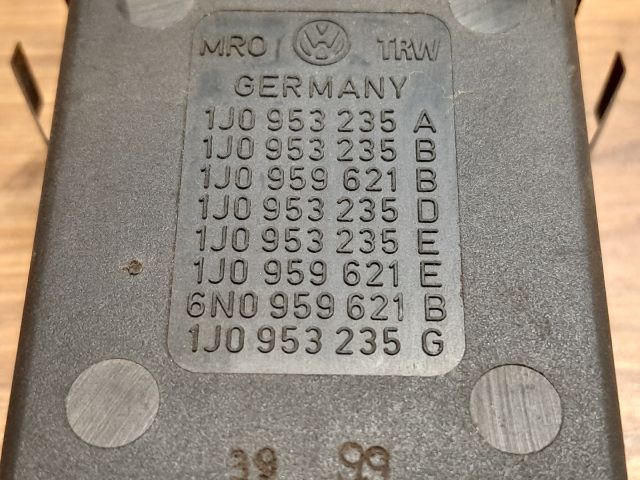 MRO VW TRW
GERMANY
1J0 953 235 A
1J0 953 235 B
1J0 959 621 B
1J0 953 235 D
1J0 953 235 E
1J0 959 621 E
6N0 959 621 B
1J0 953 235 G
39 99